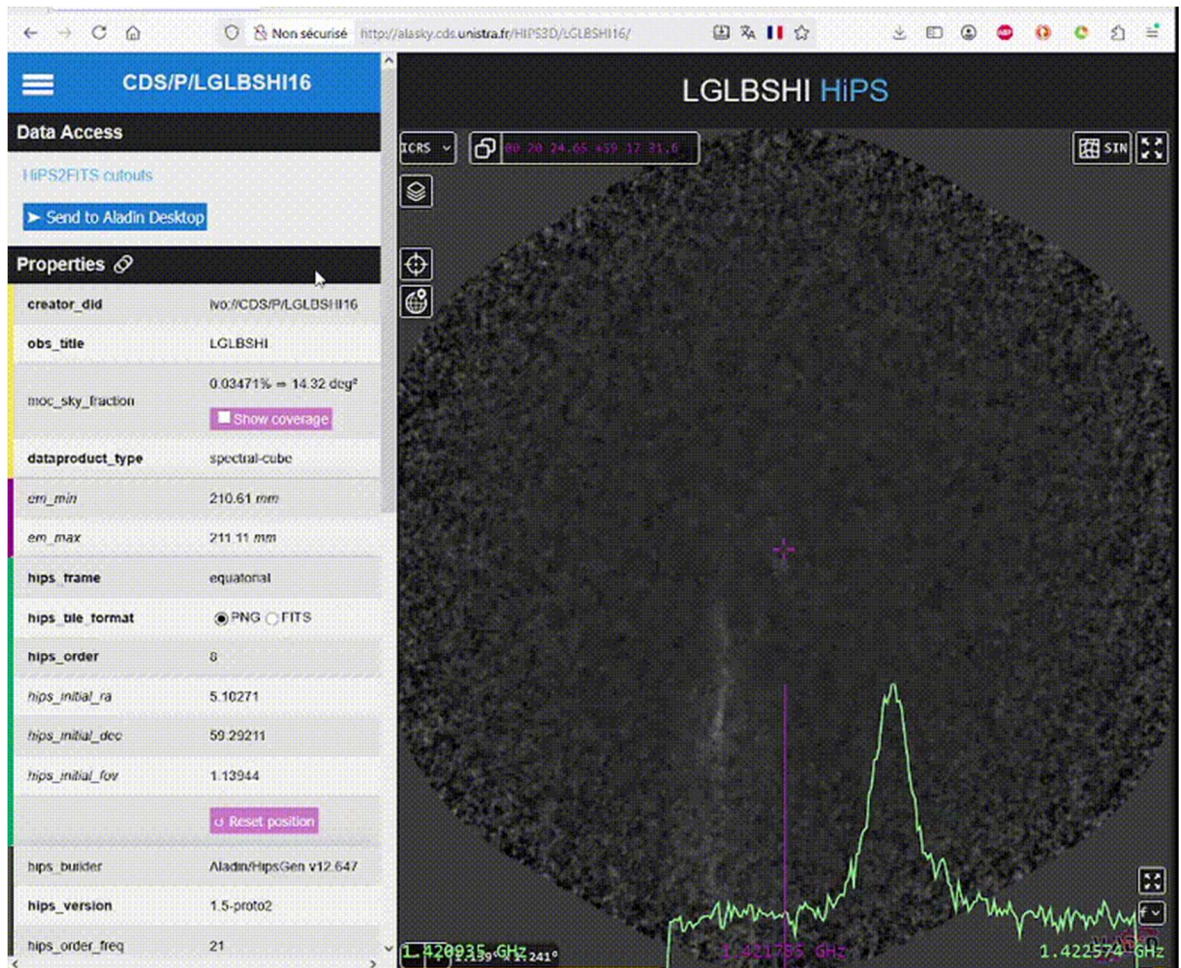 Non sécurisé http://alasky.cds.unistra.fr/HIPS3D/LGLBSHI16/
CDS/P/LGLBSHI16
Data Access
HiPS2FITS cutouts
Send to Aladin Desktop
Properties
creator_did ivo://CDS/P/LGLBSHI16
obs_title LGLBSHI
moc_sky_fraction 0.03471% = 14.32 deg²
Show coverage
dataproduct_type spectral-cube
em_min 210.61 mm
em_max 211.11 mm
hips_frame equatorial
hips_tile_format PNG FITS
hips_order 8
hips_initial_ra 5.10271
hips_initial_dec 59.29211
hips_initial_fov 1.13944
Reset position
hips_builder Aladin/HipsGen v12.647
hips_version 1.5-proto2
hips_order_freq 21
LGLBSHI HiPS
ICRS 00 20 24.65 +59 17 31.6 SIN
f
1.420935 GHz 1.421755 GHz 1.422574 GHz
1.139° x 1.241°